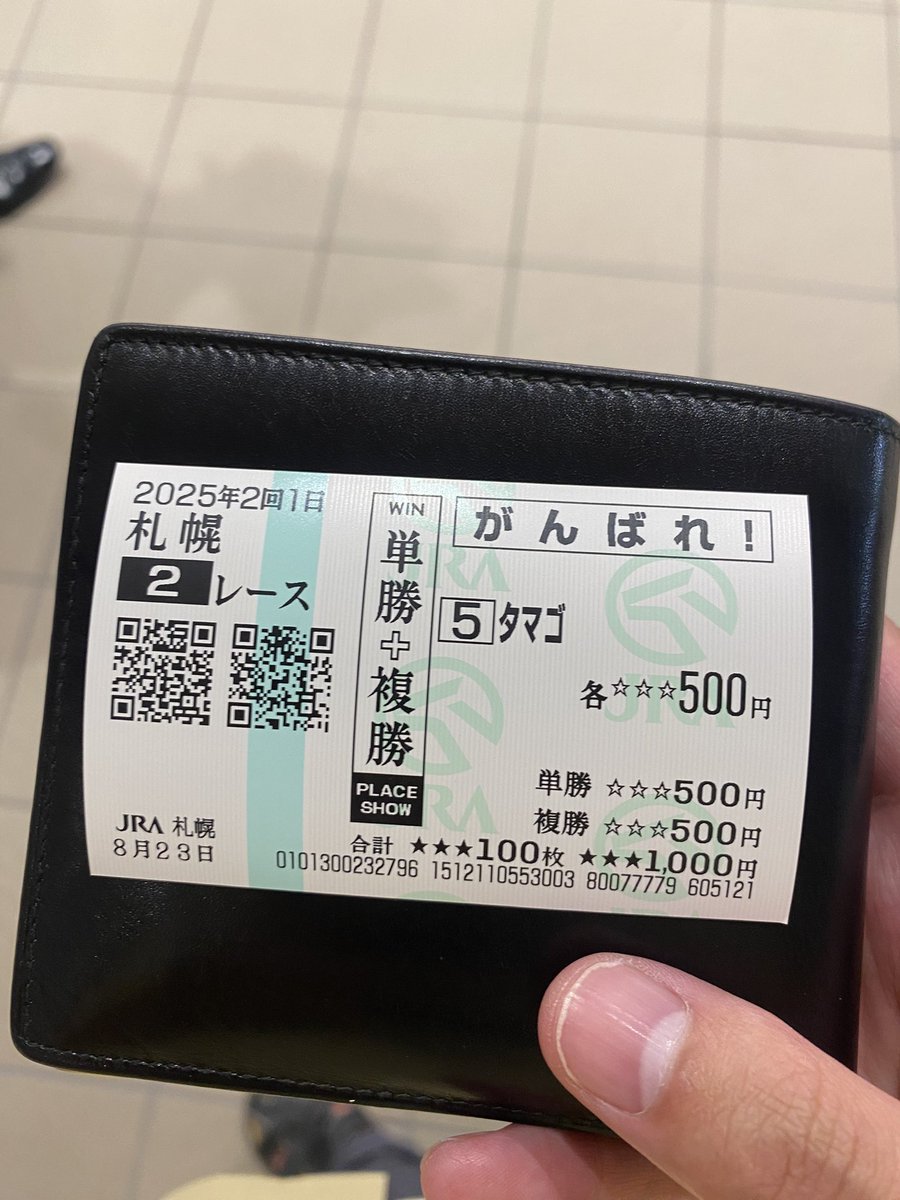 2025年2回1日
札幌
2レース
JRA 札幌
8月23日
WIN
単勝+複勝
PLACE
SHOW
がんばれ!
5 タマゴ
各☆☆☆500円
単勝 ☆☆☆500円
複勝 ☆☆☆500円
合計 ★★★100枚 ★★★1,000円
0101300232796 1512110553003 80077779 605121
JRA
JRA
JRA